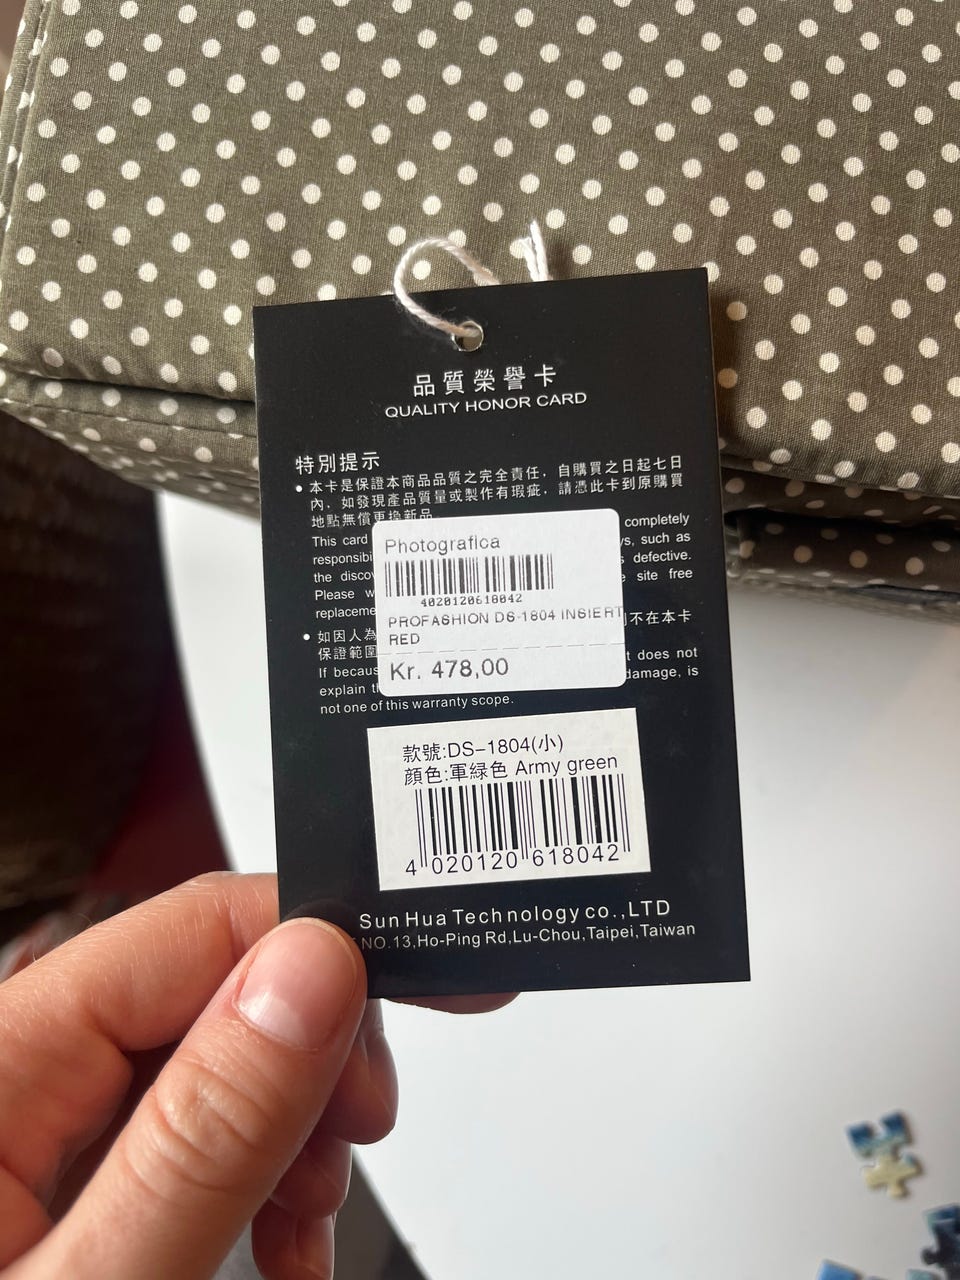 品質榮譽卡
QUALITY HONOR CARD
特別提示
• 本卡是保證本商品品質之完全責任，自購買之日起七日
內，如發現產品質量或製作有瑕疵，請憑此卡到原購買
地點無償更換新品
This card completely
responsibi ys, such as
the discov defective.
Please w e site free
replaceme
• 如因人為 不在本卡
保證範圍
If becaus t does not
explain th damage, is
not one of this warranty scope.
Photografica
4020120618042
PROFASHION DS-1804 INSIERT
RED
Kr. 478,00
款號:DS-1804(小)
顔色:軍緑色 Army green
4 020120 618042
Sun Hua Technology co.,LTD
NO.13,Ho-Ping Rd,Lu-Chou,Taipei,Taiwan